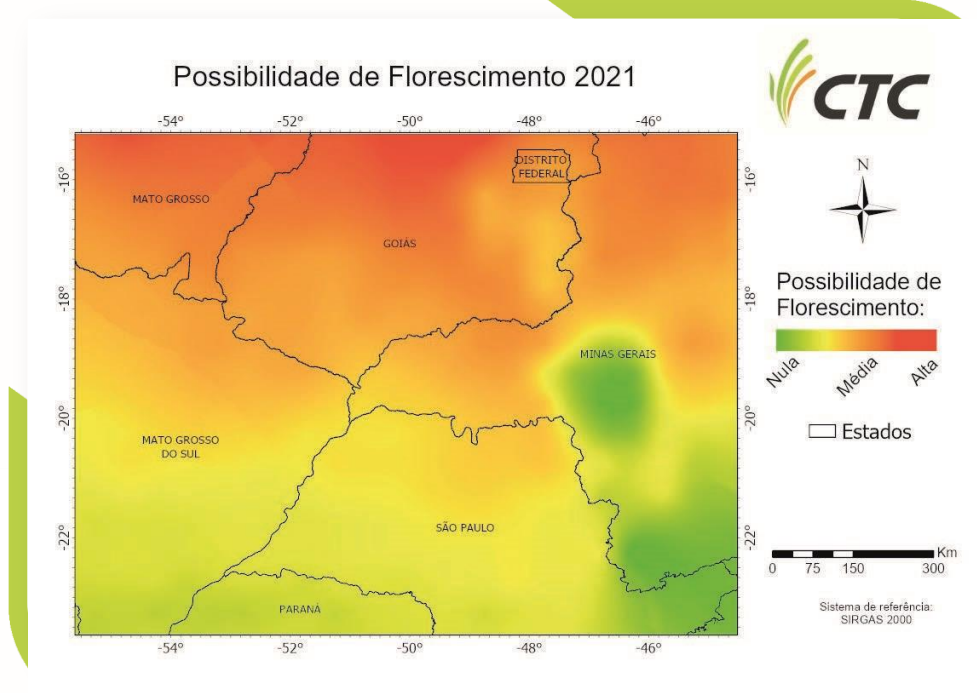 Possibilidade de Florescimento 2021
CTC
-54° -52° -50° -48° -46°
-16°
-18°
-20°
-22°
-16°
-18°
-20°
-22°
DISTRITO
FEDERAL
MATO GROSSO
GOIÁS
MINAS GERAIS
MATO GROSSO
DO SUL
SÃO PAULO
PARANÁ
-54° -52° -50° -48° -46°
N
Possibilidade de
Florescimento:
Nula Média Alta
Estados
Km
0 75 150 300
Sistema de referência:
SIRGAS 2000